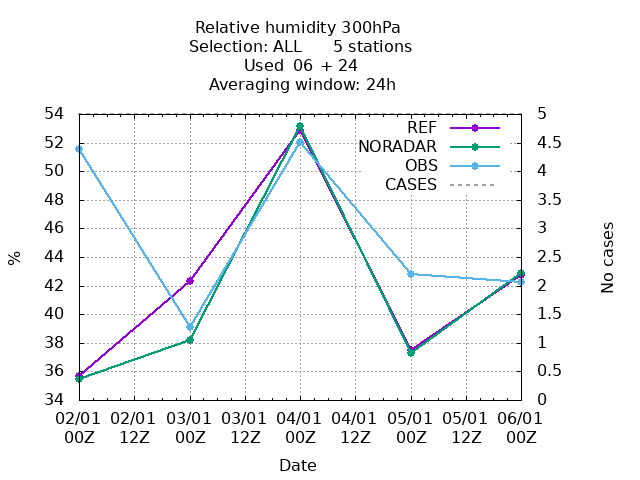 Relative humidity 300hPa
Selection: ALL 5 stations
Used 06 + 24
Averaging window: 24h
REF
NORADAR
OBS
CASES
54
52
50
48
46
44
42
40
38
36
34
%
5
4.5
4
3.5
3
2.5
2
1.5
1
0.5
0
No cases
02/01 02/01 03/01 03/01 04/01 04/01 05/01 05/01 06/01
00Z 12Z 00Z 12Z 00Z 12Z 00Z 12Z 00Z
Date